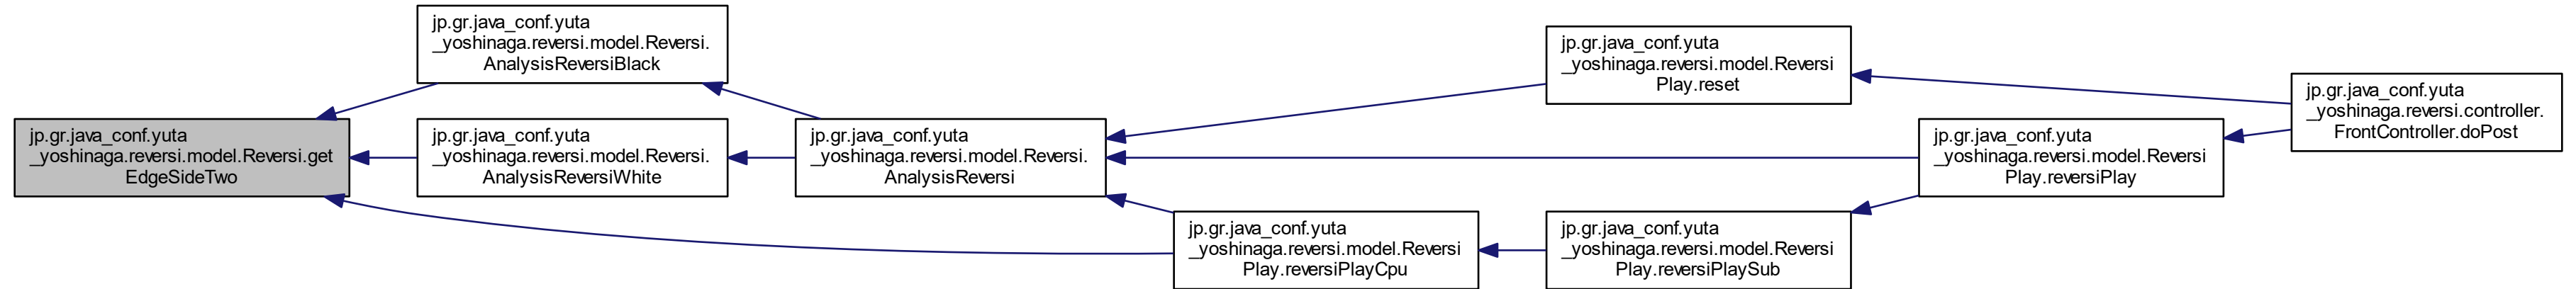 jp.gr.java_conf.yuta
_yoshinaga.reversi.model.Reversi.get
EdgeSideTwo
jp.gr.java_conf.yuta
_yoshinaga.reversi.model.Reversi.
AnalysisReversiBlack
jp.gr.java_conf.yuta
_yoshinaga.reversi.model.Reversi.
AnalysisReversiWhite
jp.gr.java_conf.yuta
_yoshinaga.reversi.model.Reversi.
AnalysisReversi
jp.gr.java_conf.yuta
_yoshinaga.reversi.model.Reversi
Play.reversiPlayCpu
jp.gr.java_conf.yuta
_yoshinaga.reversi.model.Reversi
Play.reset
jp.gr.java_conf.yuta
_yoshinaga.reversi.model.Reversi
Play.reversiPlaySub
jp.gr.java_conf.yuta
_yoshinaga.reversi.model.Reversi
Play.reversiPlay
jp.gr.java_conf.yuta
_yoshinaga.reversi.controller.
FrontController.doPost